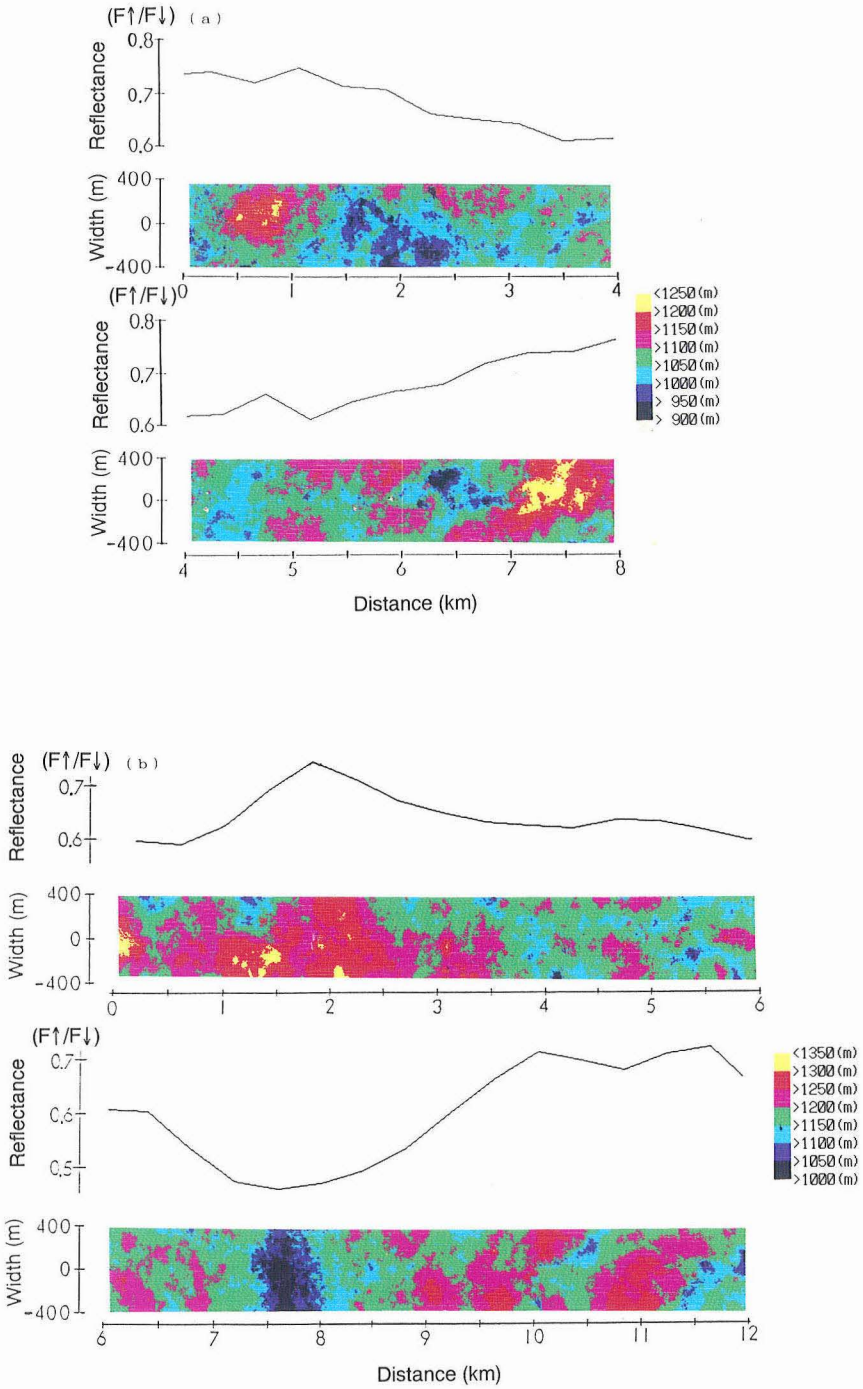 (F↑/F↓) (a)
0.8
Reflectance
0.7
0.6
Width (m)
400
0
-400
0 1 2 3 4
(F↑/F↓)
0.8
Reflectance
0.7
0.6
<1250(m)
>1200(m)
>1150(m)
>1100(m)
>1050(m)
>1000(m)
> 950(m)
> 900(m)
Width (m)
400
0
-400
4 5 6 7 8
Distance (km)
(F↑/F↓) (b)
Reflectance
0.7
0.6
Width (m)
400
0
-400
0 1 2 3 4 5 6
(F↑/F↓)
Reflectance
0.7
0.6
0.5
<1350(m)
>1300(m)
>1250(m)
>1200(m)
>1150(m)
>1100(m)
>1050(m)
>1000(m)
Width (m)
400
0
-400
6 7 8 9 10 11 12
Distance (km)